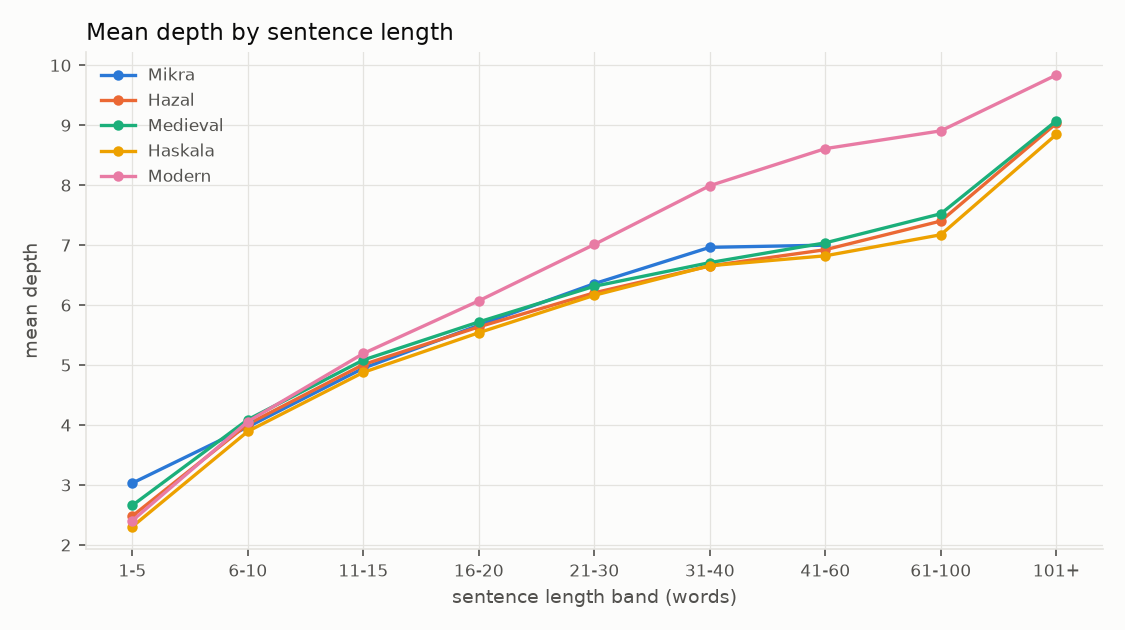 Mean depth by sentence length
Mikra
Hazal
Medieval
Haskala
Modern
mean depth
10
9
8
7
6
5
4
3
2
1-5 6-10 11-15 16-20 21-30 31-40 41-60 61-100 101+
sentence length band (words)